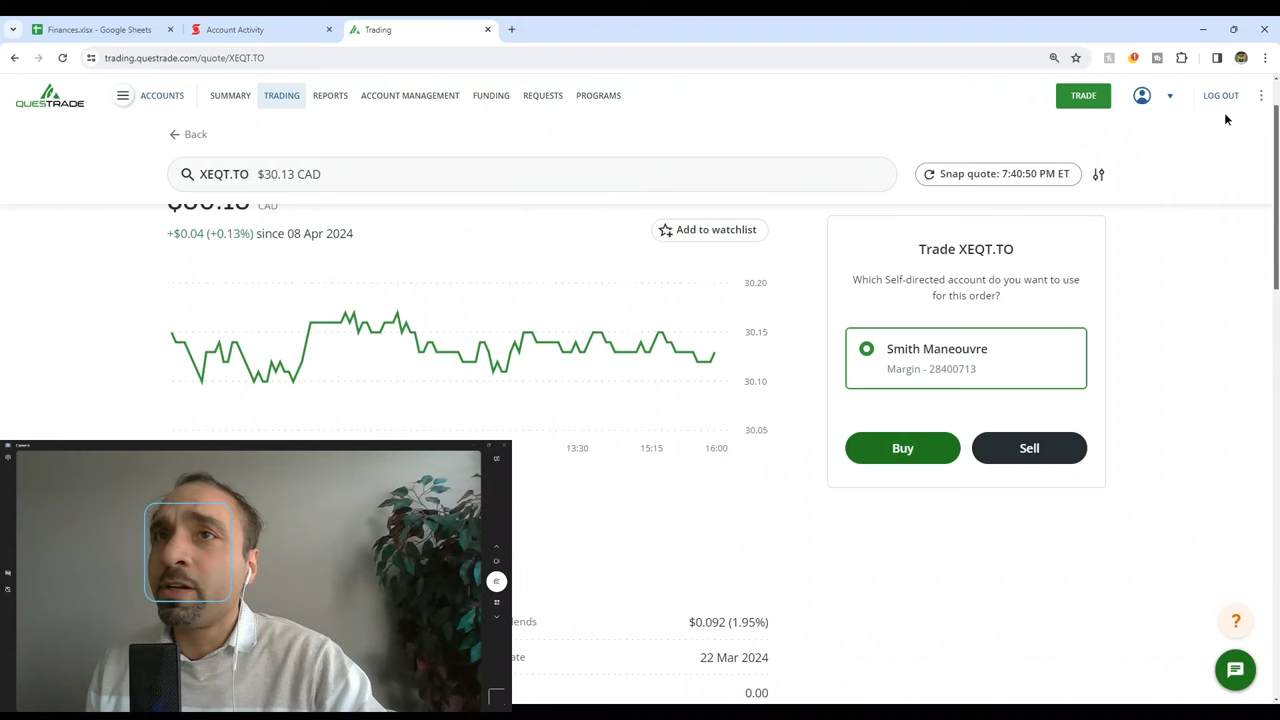 Finances.xlsx - Google Sheets
Account Activity
Trading
trading.questrade.com/quote/XEQT.TO
QUESTRADE
ACCOUNTS
SUMMARY
TRADING
REPORTS
ACCOUNT MANAGEMENT
FUNDING
REQUESTS
PROGRAMS
TRADE
LOG OUT
Back
XEQT.TO $30.13 CAD
Snap quote: 7:40:50 PM ET
CAD
+$0.04 (+0.13%) since 08 Apr 2024
Add to watchlist
30.20
30.15
30.10
30.05
13:30
15:15
16:00
Trade XEQT.TO
Which Self-directed account do you want to use
for this order?
Smith Maneouvre
Margin - 28400713
Buy
Sell
Camera
$0.092 (1.95%)
22 Mar 2024
0.00
?